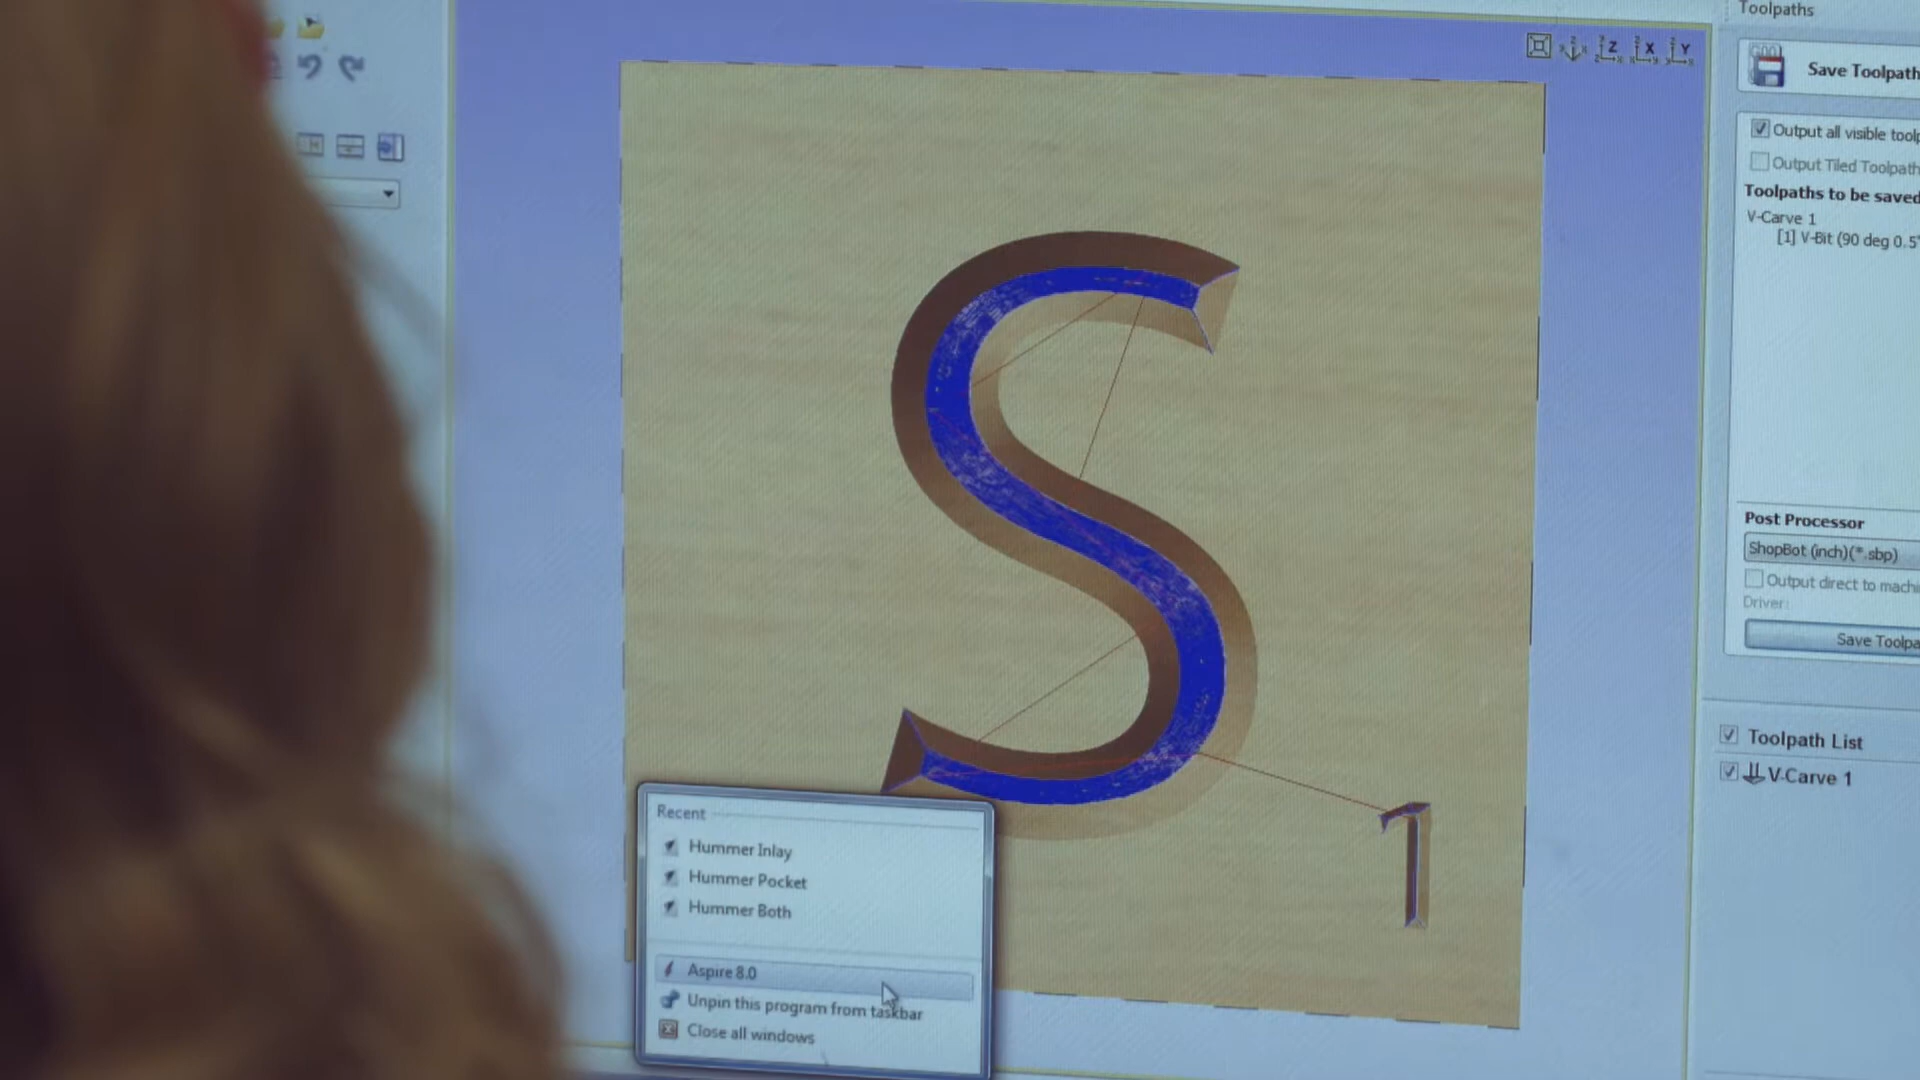 Toolpaths
Z
X
Y
Save Toolpath
Output all visible toolp
Output Tiled Toolpath
Toolpaths to be saved
V-Carve 1
[1] V-Bit (90 deg 0.5"
S
1
Post Processor
ShopBot (inch)(*.sbp)
Output direct to machi
Driver:
Save Toolpa
Toolpath List
V-Carve 1
Recent
Hummer Inlay
Hummer Pocket
Hummer Both
Aspire 8.0
Unpin this program from taskbar
Close all windows